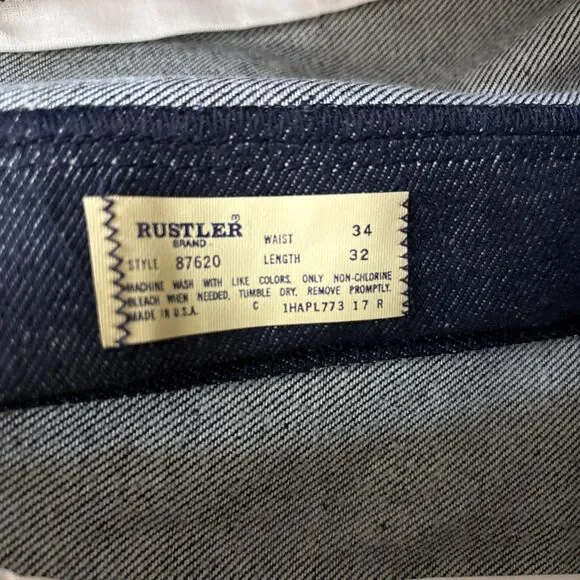 RUSTLER ®
BRAND
WAIST 34
STYLE 87620 LENGTH 32
MACHINE WASH WITH LIKE COLORS. ONLY NON-CHLORINE
BLEACH WHEN NEEDED, TUMBLE DRY, REMOVE PROMPTLY.
MADE IN U.S.A. C 1HAPL773 17 R